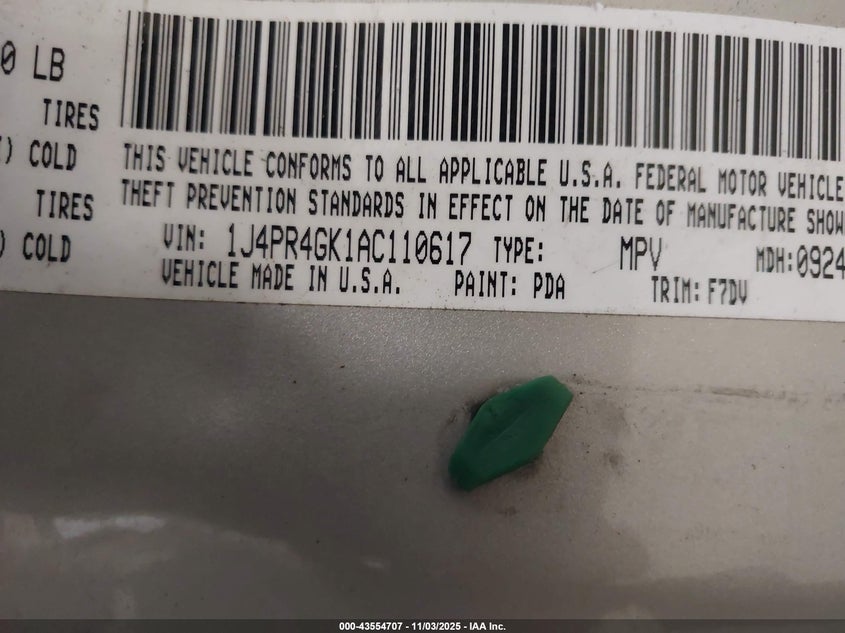 0 LB
TIRES
) COLD
TIRES
) COLD
THIS VEHICLE CONFORMS TO ALL APPLICABLE U.S.A. FEDERAL MOTOR VEHICLE
THEFT PREVENTION STANDARDS IN EFFECT ON THE DATE OF MANUFACTURE SHOW
VIN: 1J4PR4GK1AC110617 TYPE: MPV MDH:0924
VEHICLE MADE IN U.S.A. PAINT: PDA TRIM: F7DV
000-43554707 - 11/03/2025 - IAA Inc.